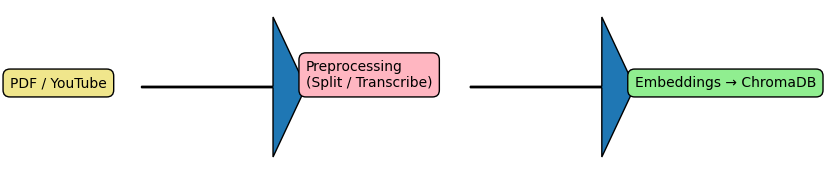 PDF / YouTube
Preprocessing
(Split / Transcribe)
Embeddings → ChromaDB